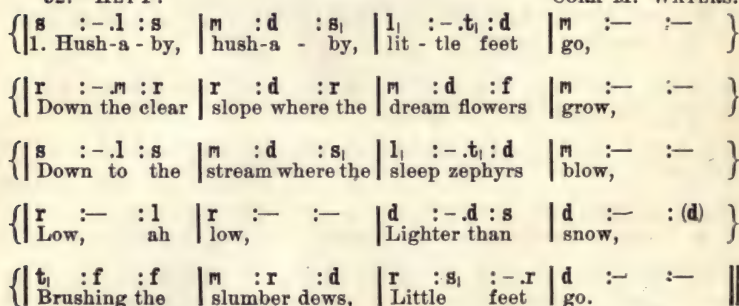 {|s :-.l :s |m :d :s₁ |l₁ :-.t₁ :d |m :— :— }
1. Hush-a-by, hush-a-by, lit-tle feet go,
{|r :-.m :r |r :d :r |m :d :f |m :— :— }
Down the clear slope where the dream flowers grow,
{|s :-.l :s |m :d :s₁ |l₁ :-.t₁ :d |m :— :— }
Down to the stream where the sleep zephyrs blow,
{|r :— :l |r :— :— |d :-.d :s |d :— :(d) }
Low, ah low, Lighter than snow,
{|t₁ :f :f |m :r :d |r :s₁ :-.r |d :— :— ||
Brushing the slumber dews, Little feet go.